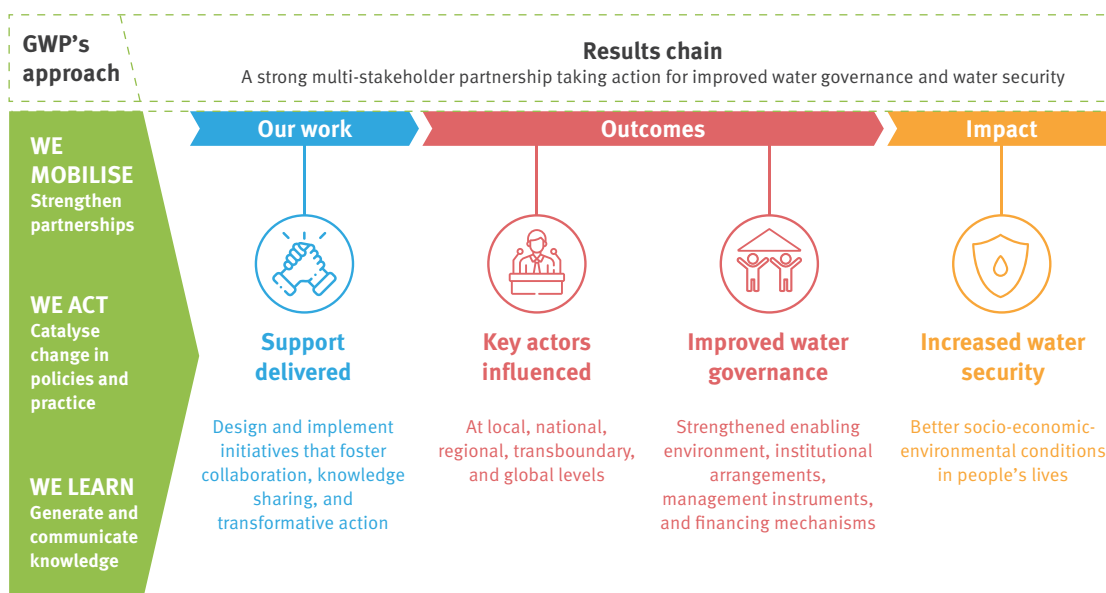 GWP's
approach
Results chain
A strong multi-stakeholder partnership taking action for improved water governance and water security
WE
MOBILISE
Strengthen
partnerships
WE ACT
Catalyse
change in
policies and
practice
WE LEARN
Generate and
communicate
knowledge
Our work
Outcomes
Impact
Support
delivered
Design and implement
initiatives that foster
collaboration, knowledge
sharing, and
transformative action
Key actors
influenced
At local, national,
regional, transboundary,
and global levels
Improved water
governance
Strengthened enabling
environment, institutional
arrangements,
management instruments,
and financing mechanisms
Increased water
security
Better socio-economic-
environmental conditions
in people's lives